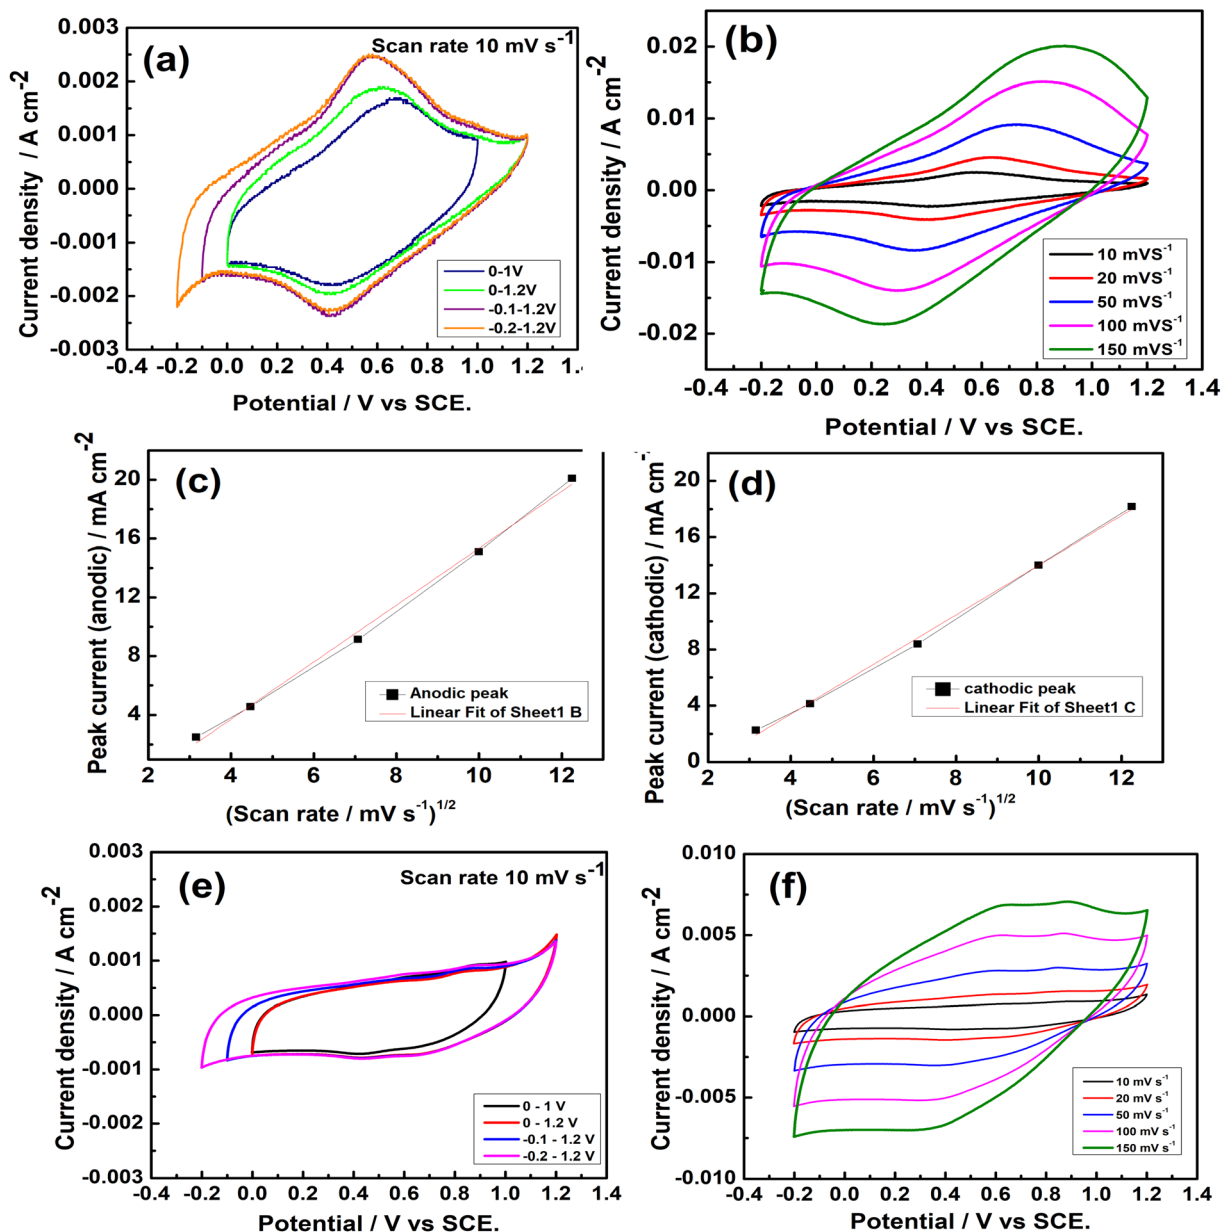 (a)
Scan rate 10 mV s-1
Current density / A cm-2
0.003
0.002
0.001
0.000
-0.001
-0.002
-0.003
0-1V
0-1.2V
-0.1-1.2V
-0.2-1.2V
-0.4 -0.2 0.0 0.2 0.4 0.6 0.8 1.0 1.2
Potential / V vs SCE.
(b)
Current density / A cm-2
0.02
0.01
0.00
-0.01
-0.02
10 mVS-1
20 mVS-1
50 mVS-1
100 mVS-1
150 mVS-1
-0.4 -0.2 0.0 0.2 0.4 0.6 0.8 1.0 1.2 1.4
Potential / V vs SCE.
(c)
Peak current (anodic) / mA cm-2
20
16
12
8
4
Anodic peak
Linear Fit of Sheet1 B
2 4 6 8 10 12
(Scan rate / mV s-1)1/2
(d)
Peak current (cathodic) / mA cm-2
22
20
16
12
8
4
2
0
cathodic peak
Linear Fit of Sheet1 C
2 4 6 8 10 12
(Scan rate / mV s-1)1/2
(e)
Scan rate 10 mV s-1
Current density / A cm-2
0.003
0.002
0.001
0.000
-0.001
-0.002
-0.003
0 - 1 V
0 - 1.2 V
-0.1 - 1.2 V
-0.2 - 1.2 V
-0.4 -0.2 0.0 0.2 0.4 0.6 0.8 1.0 1.2 1.4
Potential / V vs SCE.
(f)
Current density / A cm-2
0.010
0.005
0.000
-0.005
-0.010
10 mV s-1
20 mV s-1
50 mV s-1
100 mV s-1
150 mV s-1
-0.4 -0.2 0.0 0.2 0.4 0.6 0.8 1.0 1.2 1.4
Potential / V vs SCE.